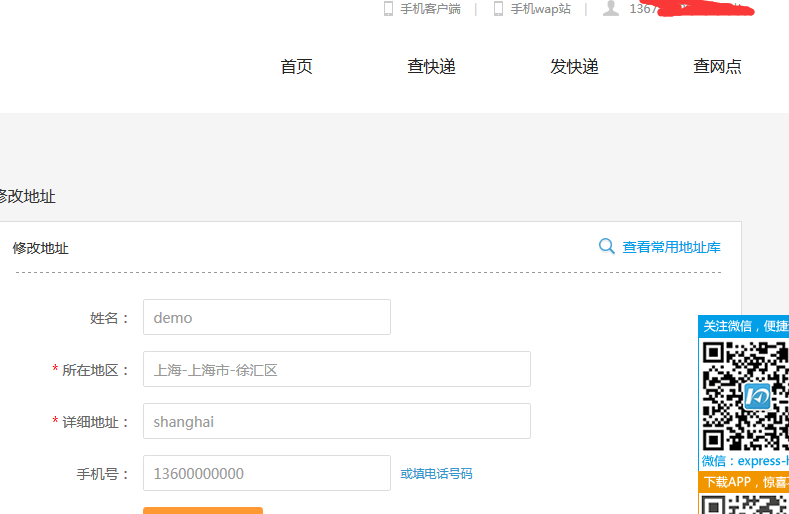 手机客户端 | 手机wap站 | 1367
首页 查快递 发快递 查网点
修改地址
修改地址 查看常用地址库
姓名： demo
* 所在地区： 上海-上海市-徐汇区
* 详细地址： shanghai
手机号： 13600000000 或填电话号码
关注微信，便捷
微信：express-
下载APP，惊喜